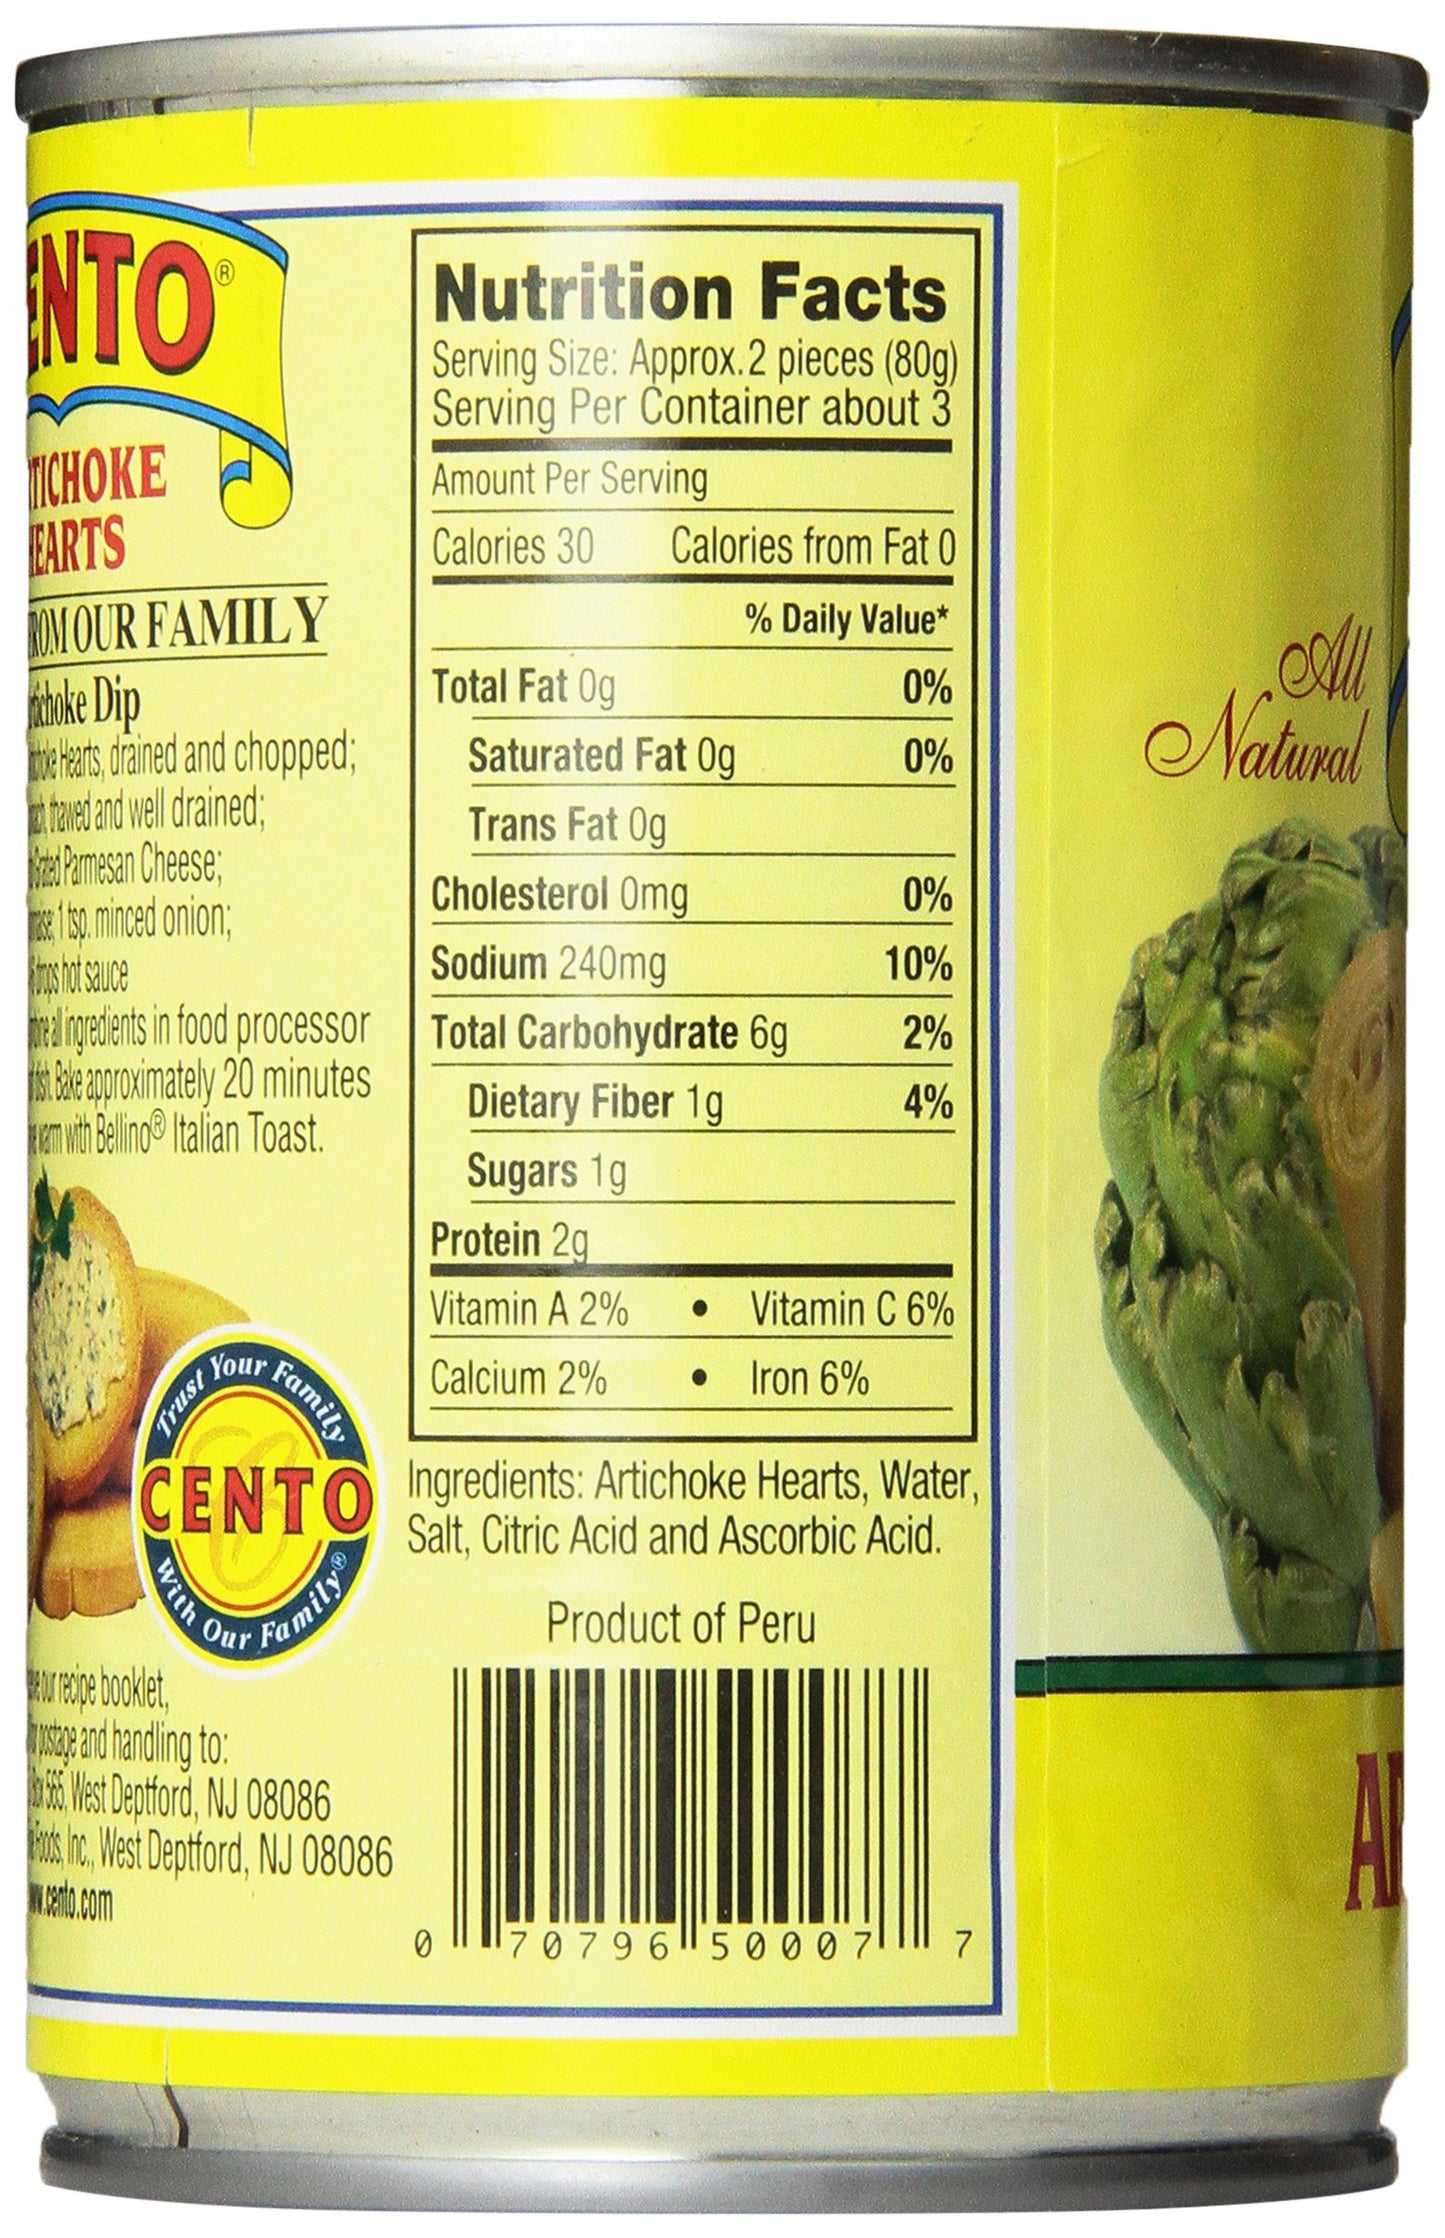 ENTO®
TICHOKE
HEARTS
FROM OUR FAMILY
Artichoke Dip
Hearts, drained and chopped;
thawed and well drained;
Grated Parmesan Cheese;
1 tsp. minced onion;
drops hot sauce
all ingredients in food processor
dish. Bake approximately 20 minutes
warm with Bellino® Italian Toast.
Trust Your Family
CENTO
With Our Family®
our recipe booklet,
postage and handling to:
Box 565, West Deptford, NJ 08086
Foods, Inc., West Deptford, NJ 08086
www.cento.com
Nutrition Facts
Serving Size: Approx. 2 pieces (80g)
Serving Per Container about 3
Amount Per Serving
Calories 30 Calories from Fat 0
% Daily Value*
Total Fat 0g 0%
Saturated Fat 0g 0%
Trans Fat 0g
Cholesterol 0mg 0%
Sodium 240mg 10%
Total Carbohydrate 6g 2%
Dietary Fiber 1g 4%
Sugars 1g
Protein 2g
Vitamin A 2% • Vitamin C 6%
Calcium 2% • Iron 6%
Ingredients: Artichoke Hearts, Water,
Salt, Citric Acid and Ascorbic Acid.
Product of Peru
0 70796 50007 7
All
Natural
AR